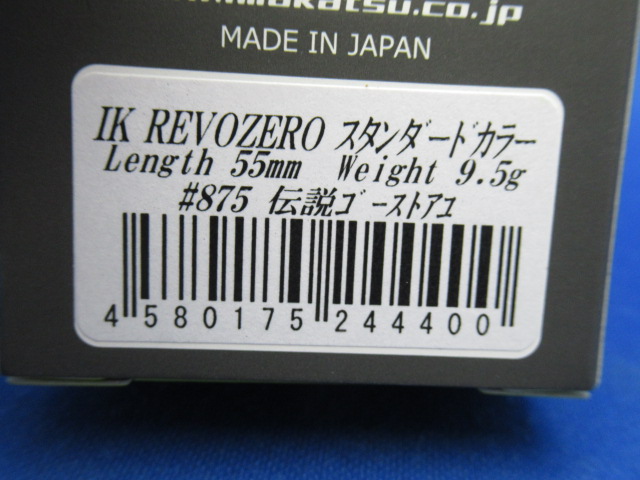 MADE IN JAPAN
IK REVOZERO スタンダードカラー
Length 55mm Weight 9.5g
#875 伝説ゴーストアユ
4 580175 244400